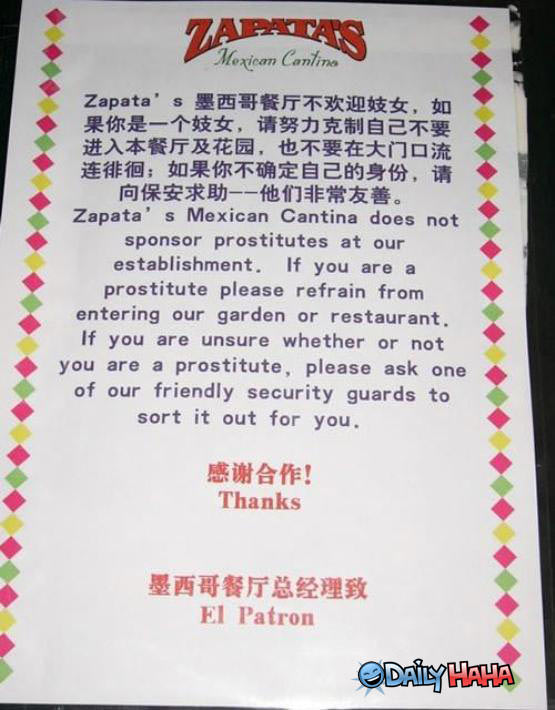 ZAPATA'S
Mexican Cantina
Zapata's 墨西哥餐厅不欢迎妓女，如
果你是一个妓女，请努力克制自己不要
进入本餐厅及花园，也不要在大门口流
连徘徊；如果你不确定自己的身份，请
向保安求助--他们非常友善。
Zapata's Mexican Cantina does not
sponsor prostitutes at our
establishment. If you are a
prostitute please refrain from
entering our garden or restaurant.
If you are unsure whether or not
you are a prostitute, please ask one
of our friendly security guards to
sort it out for you.
感谢合作!
Thanks
墨西哥餐厅总经理致
El Patron
DAILY HAHA